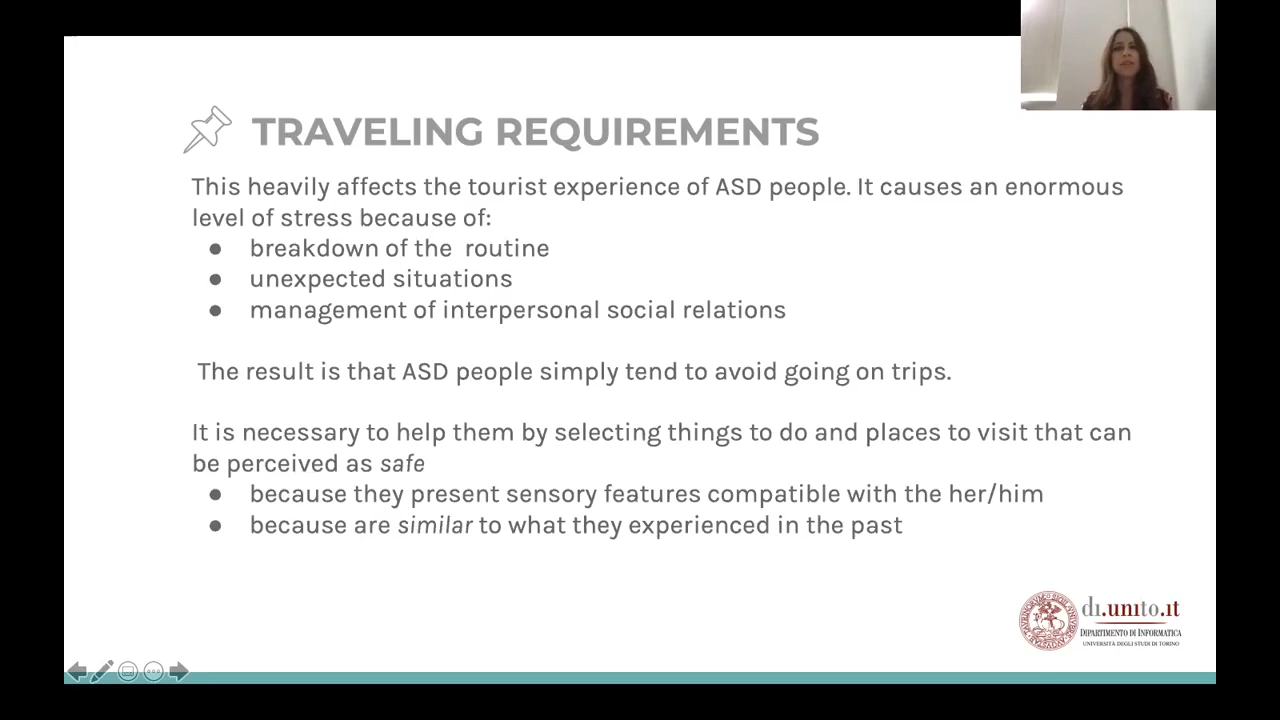 TRAVELING REQUIREMENTS
This heavily affects the tourist experience of ASD people. It causes an enormous
level of stress because of:
● breakdown of the  routine
● unexpected situations
● management of interpersonal social relations
The result is that ASD people simply tend to avoid going on trips.
It is necessary to help them by selecting things to do and places to visit that can
be perceived as safe
● because they present sensory features compatible with the her/him
● because are similar to what they experienced in the past
di.unito.it
DIPARTIMENTO DI INFORMATICA
UNIVERSITÀ DEGLI STUDI DI TORINO